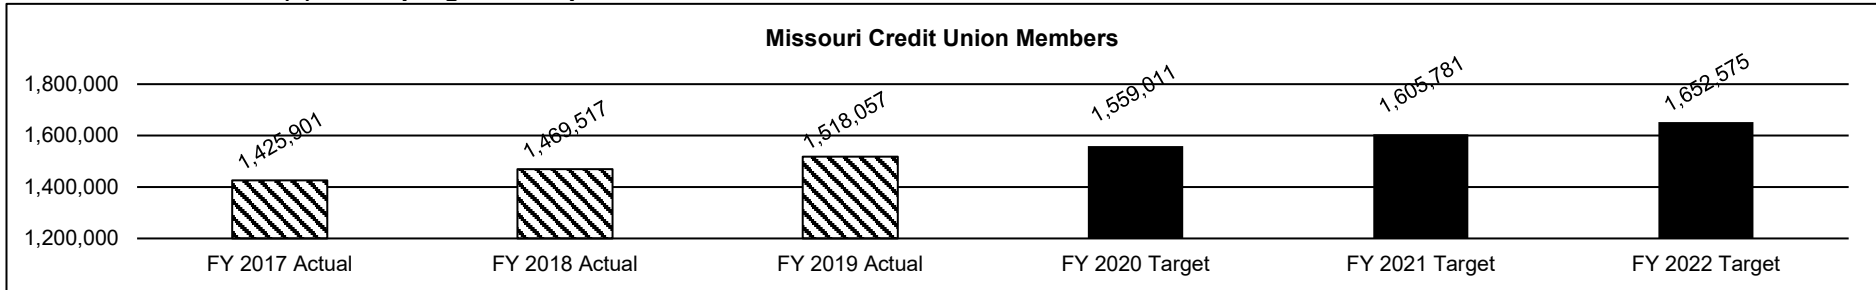 Missouri Credit Union Members
1,800,000
1,600,000
1,400,000
1,200,000
1,425,901
1,469,517
1,518,057
1,559,011
1,605,781
1,652,575
FY 2017 Actual
FY 2018 Actual
FY 2019 Actual
FY 2020 Target
FY 2021 Target
FY 2022 Target